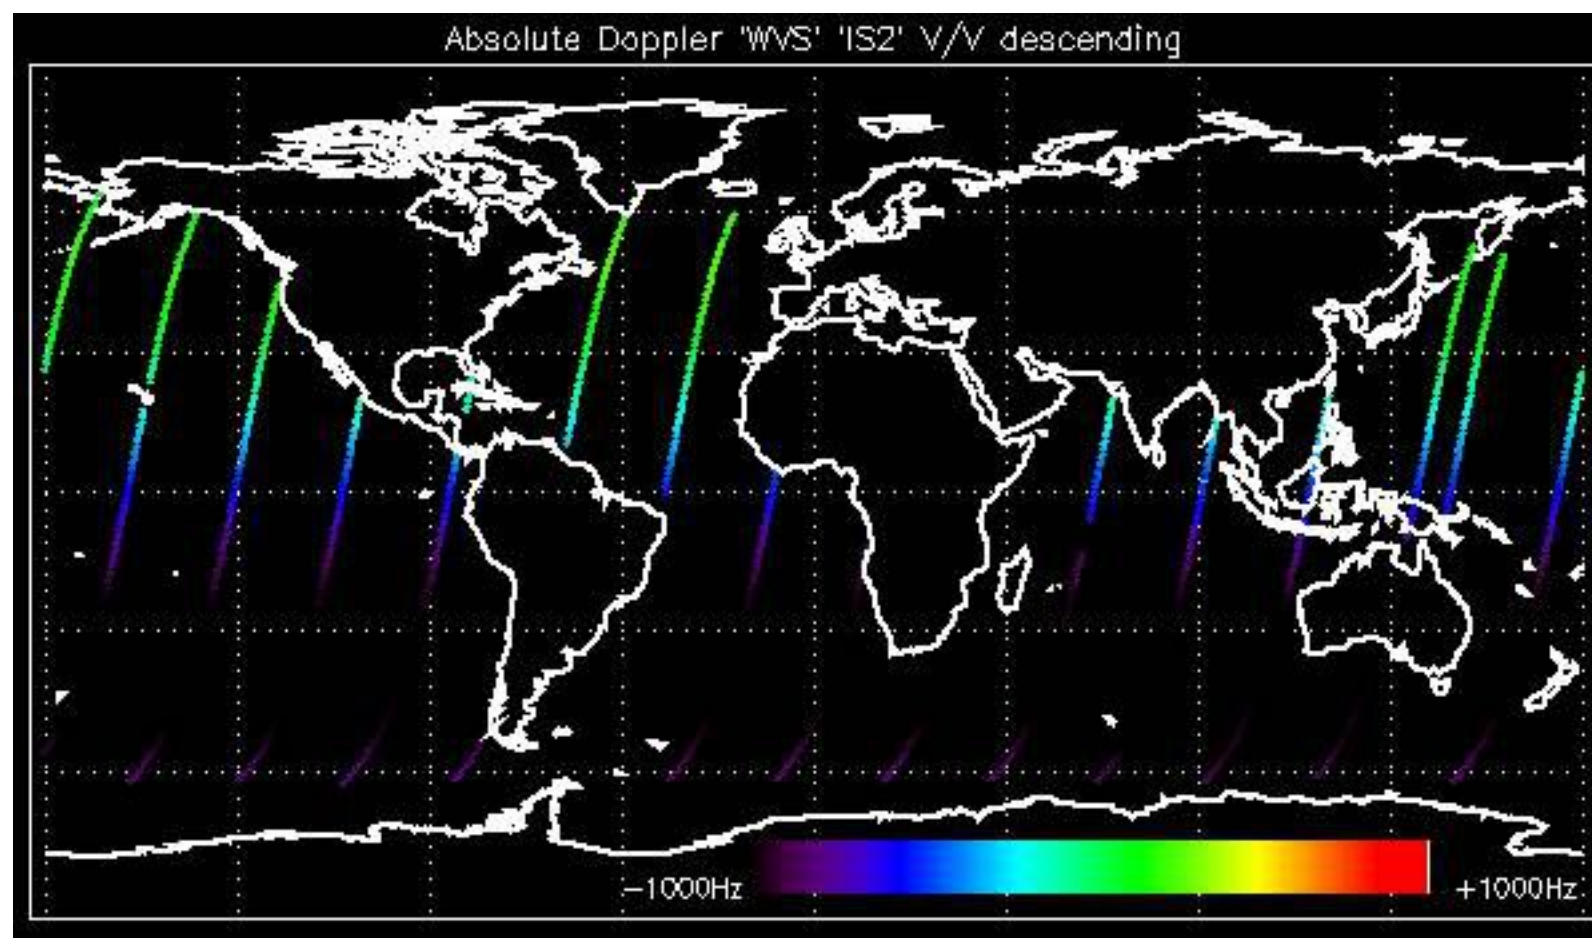 Absolute Doppler 'WVS' 'IS2' V/V descending
-1000Hz
+1000Hz